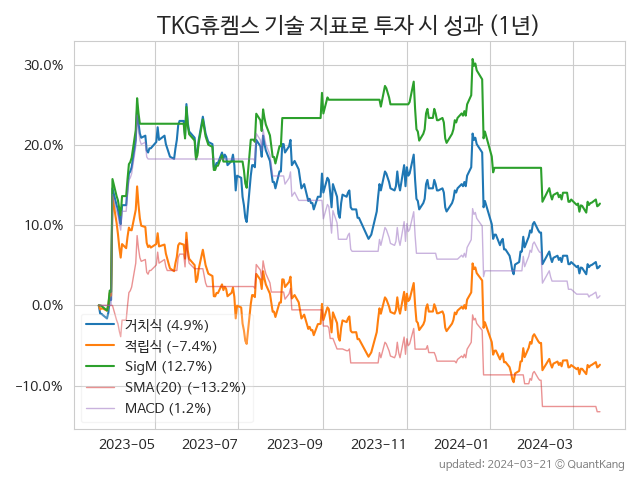 TKG휴켐스 기술 지표로 투자 시 성과 (1년)
30.0%
20.0%
10.0%
0.0%
−10.0%
거치식 (4.9%)
적립식 (−7.4%)
SigM (12.7%)
SMA(20) (−13.2%)
MACD (1.2%)
2023-05 2023-07 2023-09 2023-11 2024-01 2024-03
updated: 2024-03-21 © QuantKang